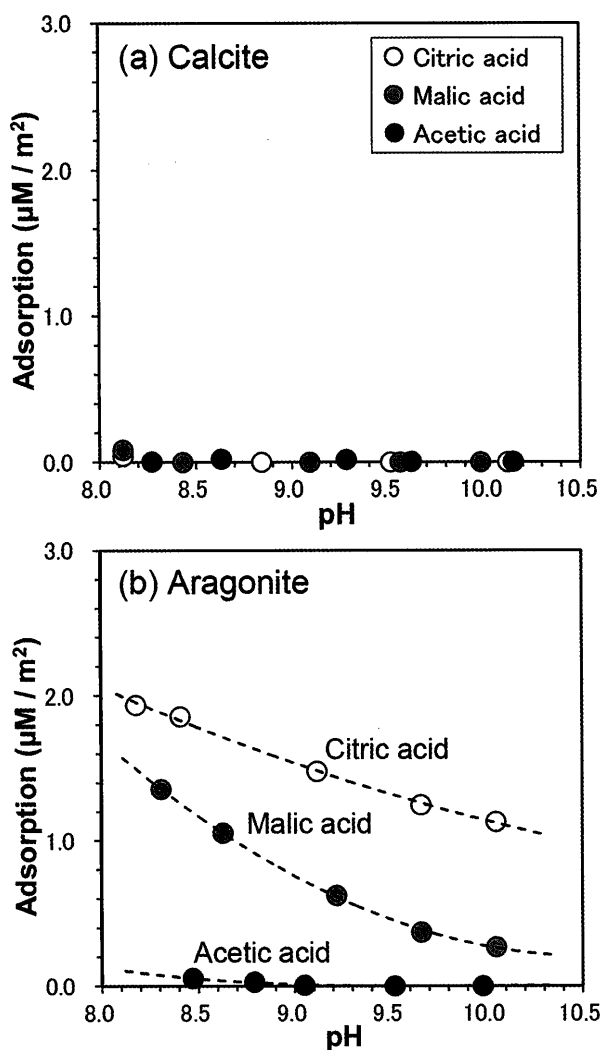 3.0
(a) Calcite
Citric acid
Malic acid
Acetic acid
2.0
1.0
0.0
Adsorption (μM / m²)
8.0 8.5 9.0 9.5 10.0 10.5
pH
3.0
(b) Aragonite
2.0
Citric acid
Malic acid
1.0
Acetic acid
0.0
Adsorption (μM / m²)
8.0 8.5 9.0 9.5 10.0 10.5
pH